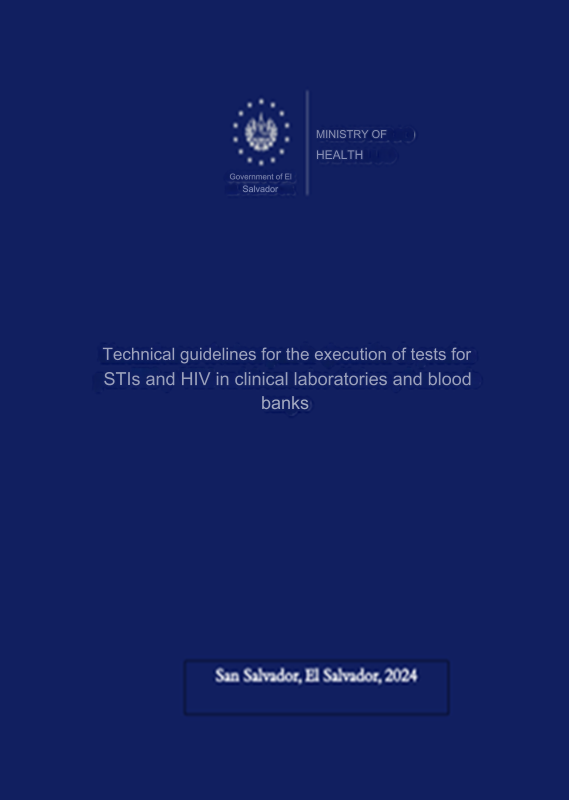 MINISTRY OF
HEALTH
Government of El
Salvador
Technical guidelines for the execution of tests for
STIs and HIV in clinical laboratories and blood
banks
San Salvador, El Salvador, 2024